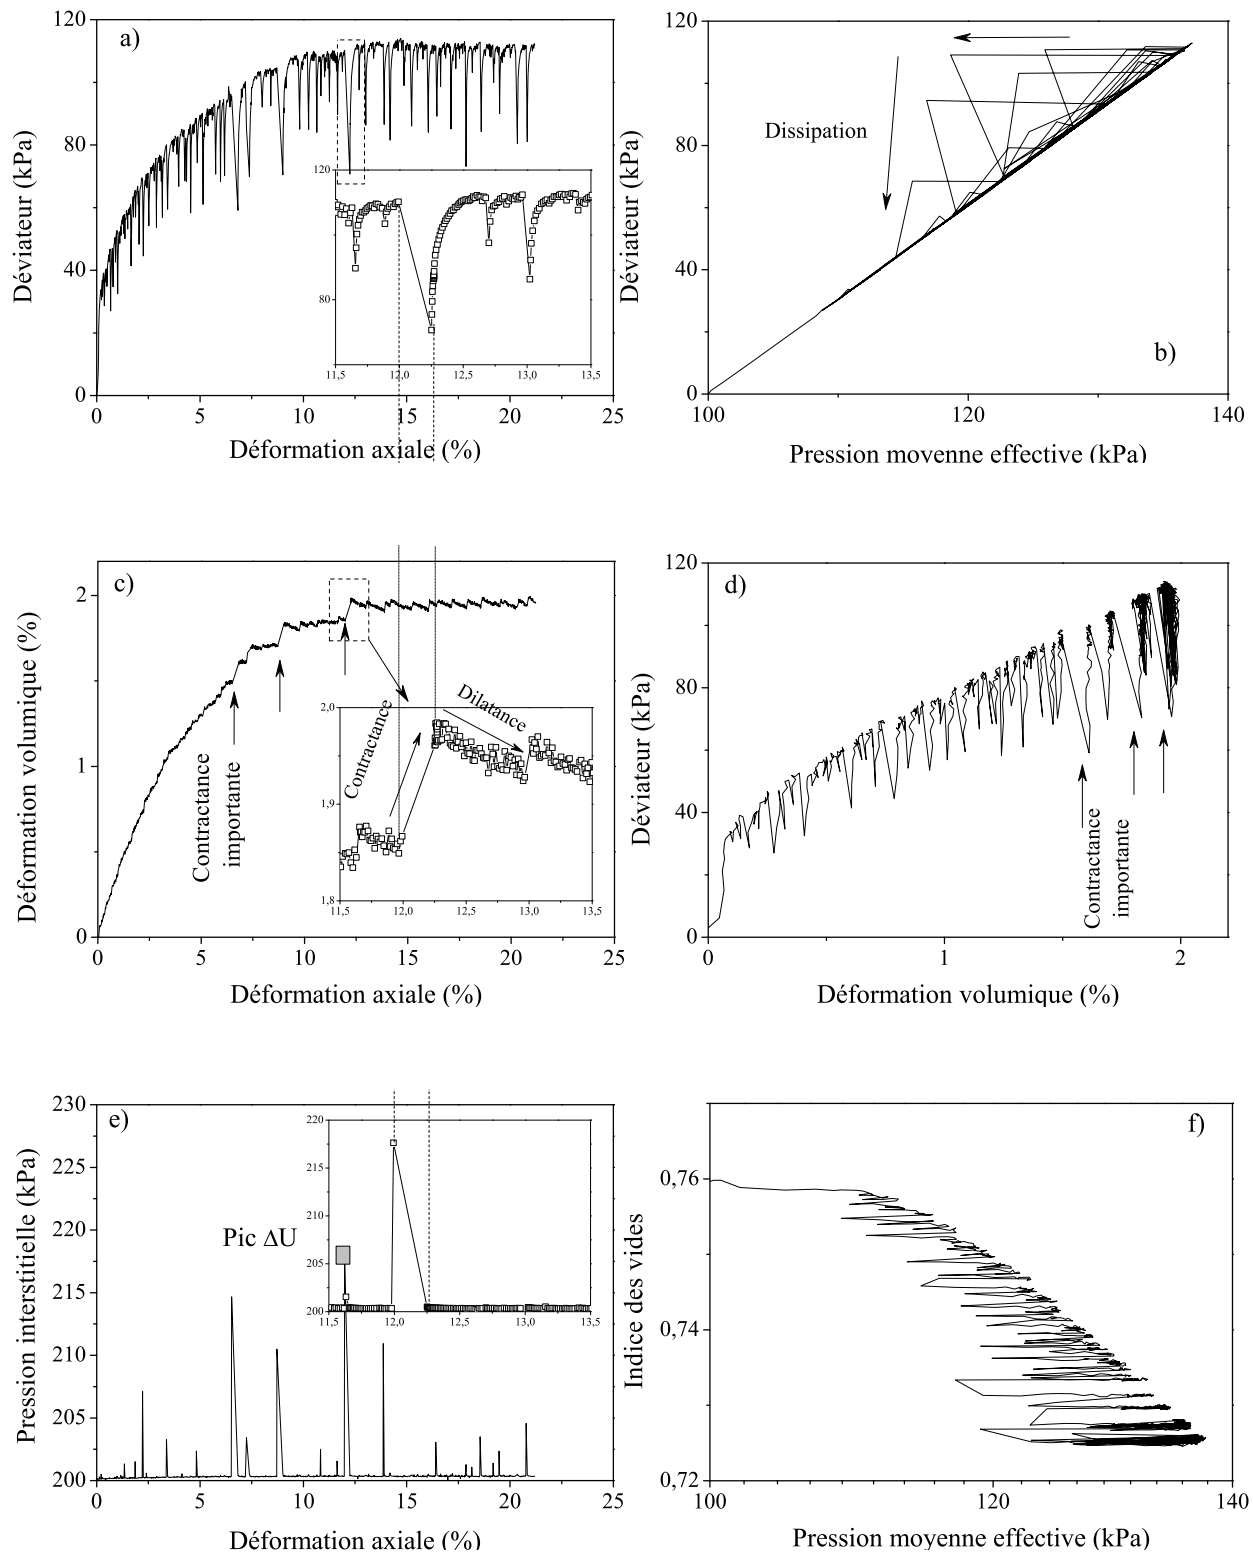 a)
120
80
40
0
0
5
10
15
20
25
Déviateur (kPa)
Déformation axiale (%)
120
80
11,5
12,0
12,5
13,0
13,5
b)
120
80
40
0
100
120
140
Déviateur (kPa)
Dissipation
Pression moyenne effective (kPa)
c)
2
1
0
0
5
10
15
20
25
Déformation volumique (%)
Déformation axiale (%)
Contractance
importante
2,0
1,9
1,8
11,5
12,0
12,5
13,0
13,5
Contractance
Dilatance
d)
120
80
40
0
0
1
2
Déviateur (kPa)
Déformation volumique (%)
Contractance
importante
e)
230
225
220
215
210
205
200
0
5
10
15
20
25
Pression interstitielle (kPa)
Déformation axiale (%)
Pic ΔU
220
215
210
205
200
11,5
12,0
12,5
13,0
13,5
f)
0,76
0,74
0,72
100
120
140
Indice des vides
Pression moyenne effective (kPa)